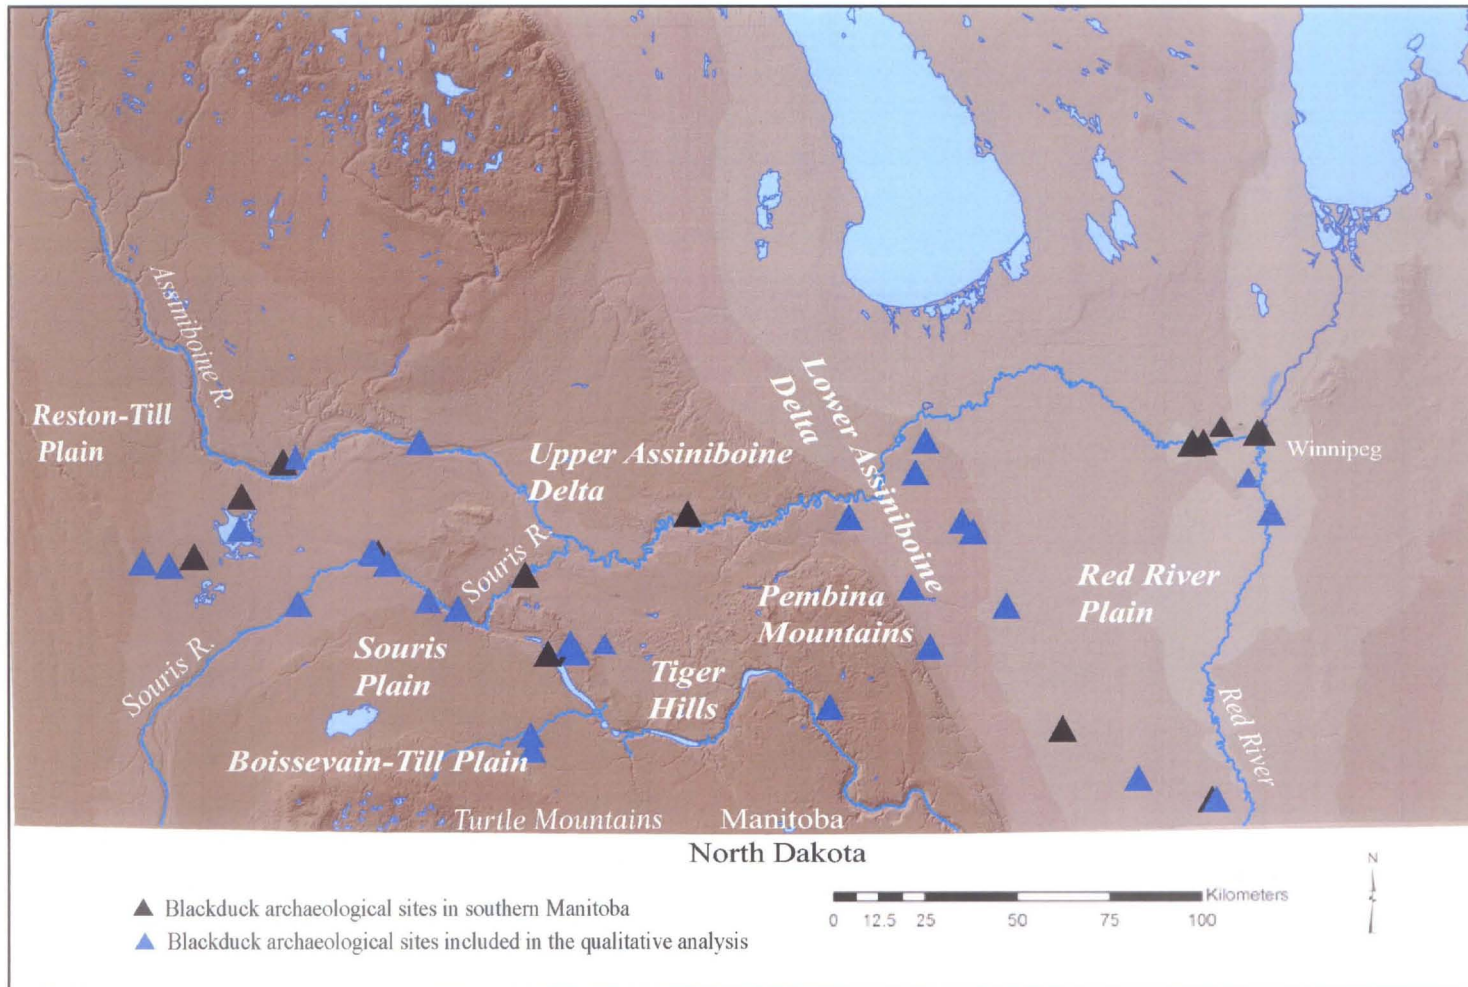 Assiniboine R.
Reston-Till
Plain
Upper Assiniboine
Delta
Lower Assiniboine
Delta
Winnipeg
Souris R.
Red River
Plain
Pembina
Mountains
Souris
Plain
Souris R.
Tiger
Hills
Red River
Boissevain-Till Plain
Turtle Mountains
Manitoba
North Dakota
N
Blackduck archaeological sites in southern Manitoba
Blackduck archaeological sites included in the qualitative analysis
Kilometers
0 12.5 25 50 75 100